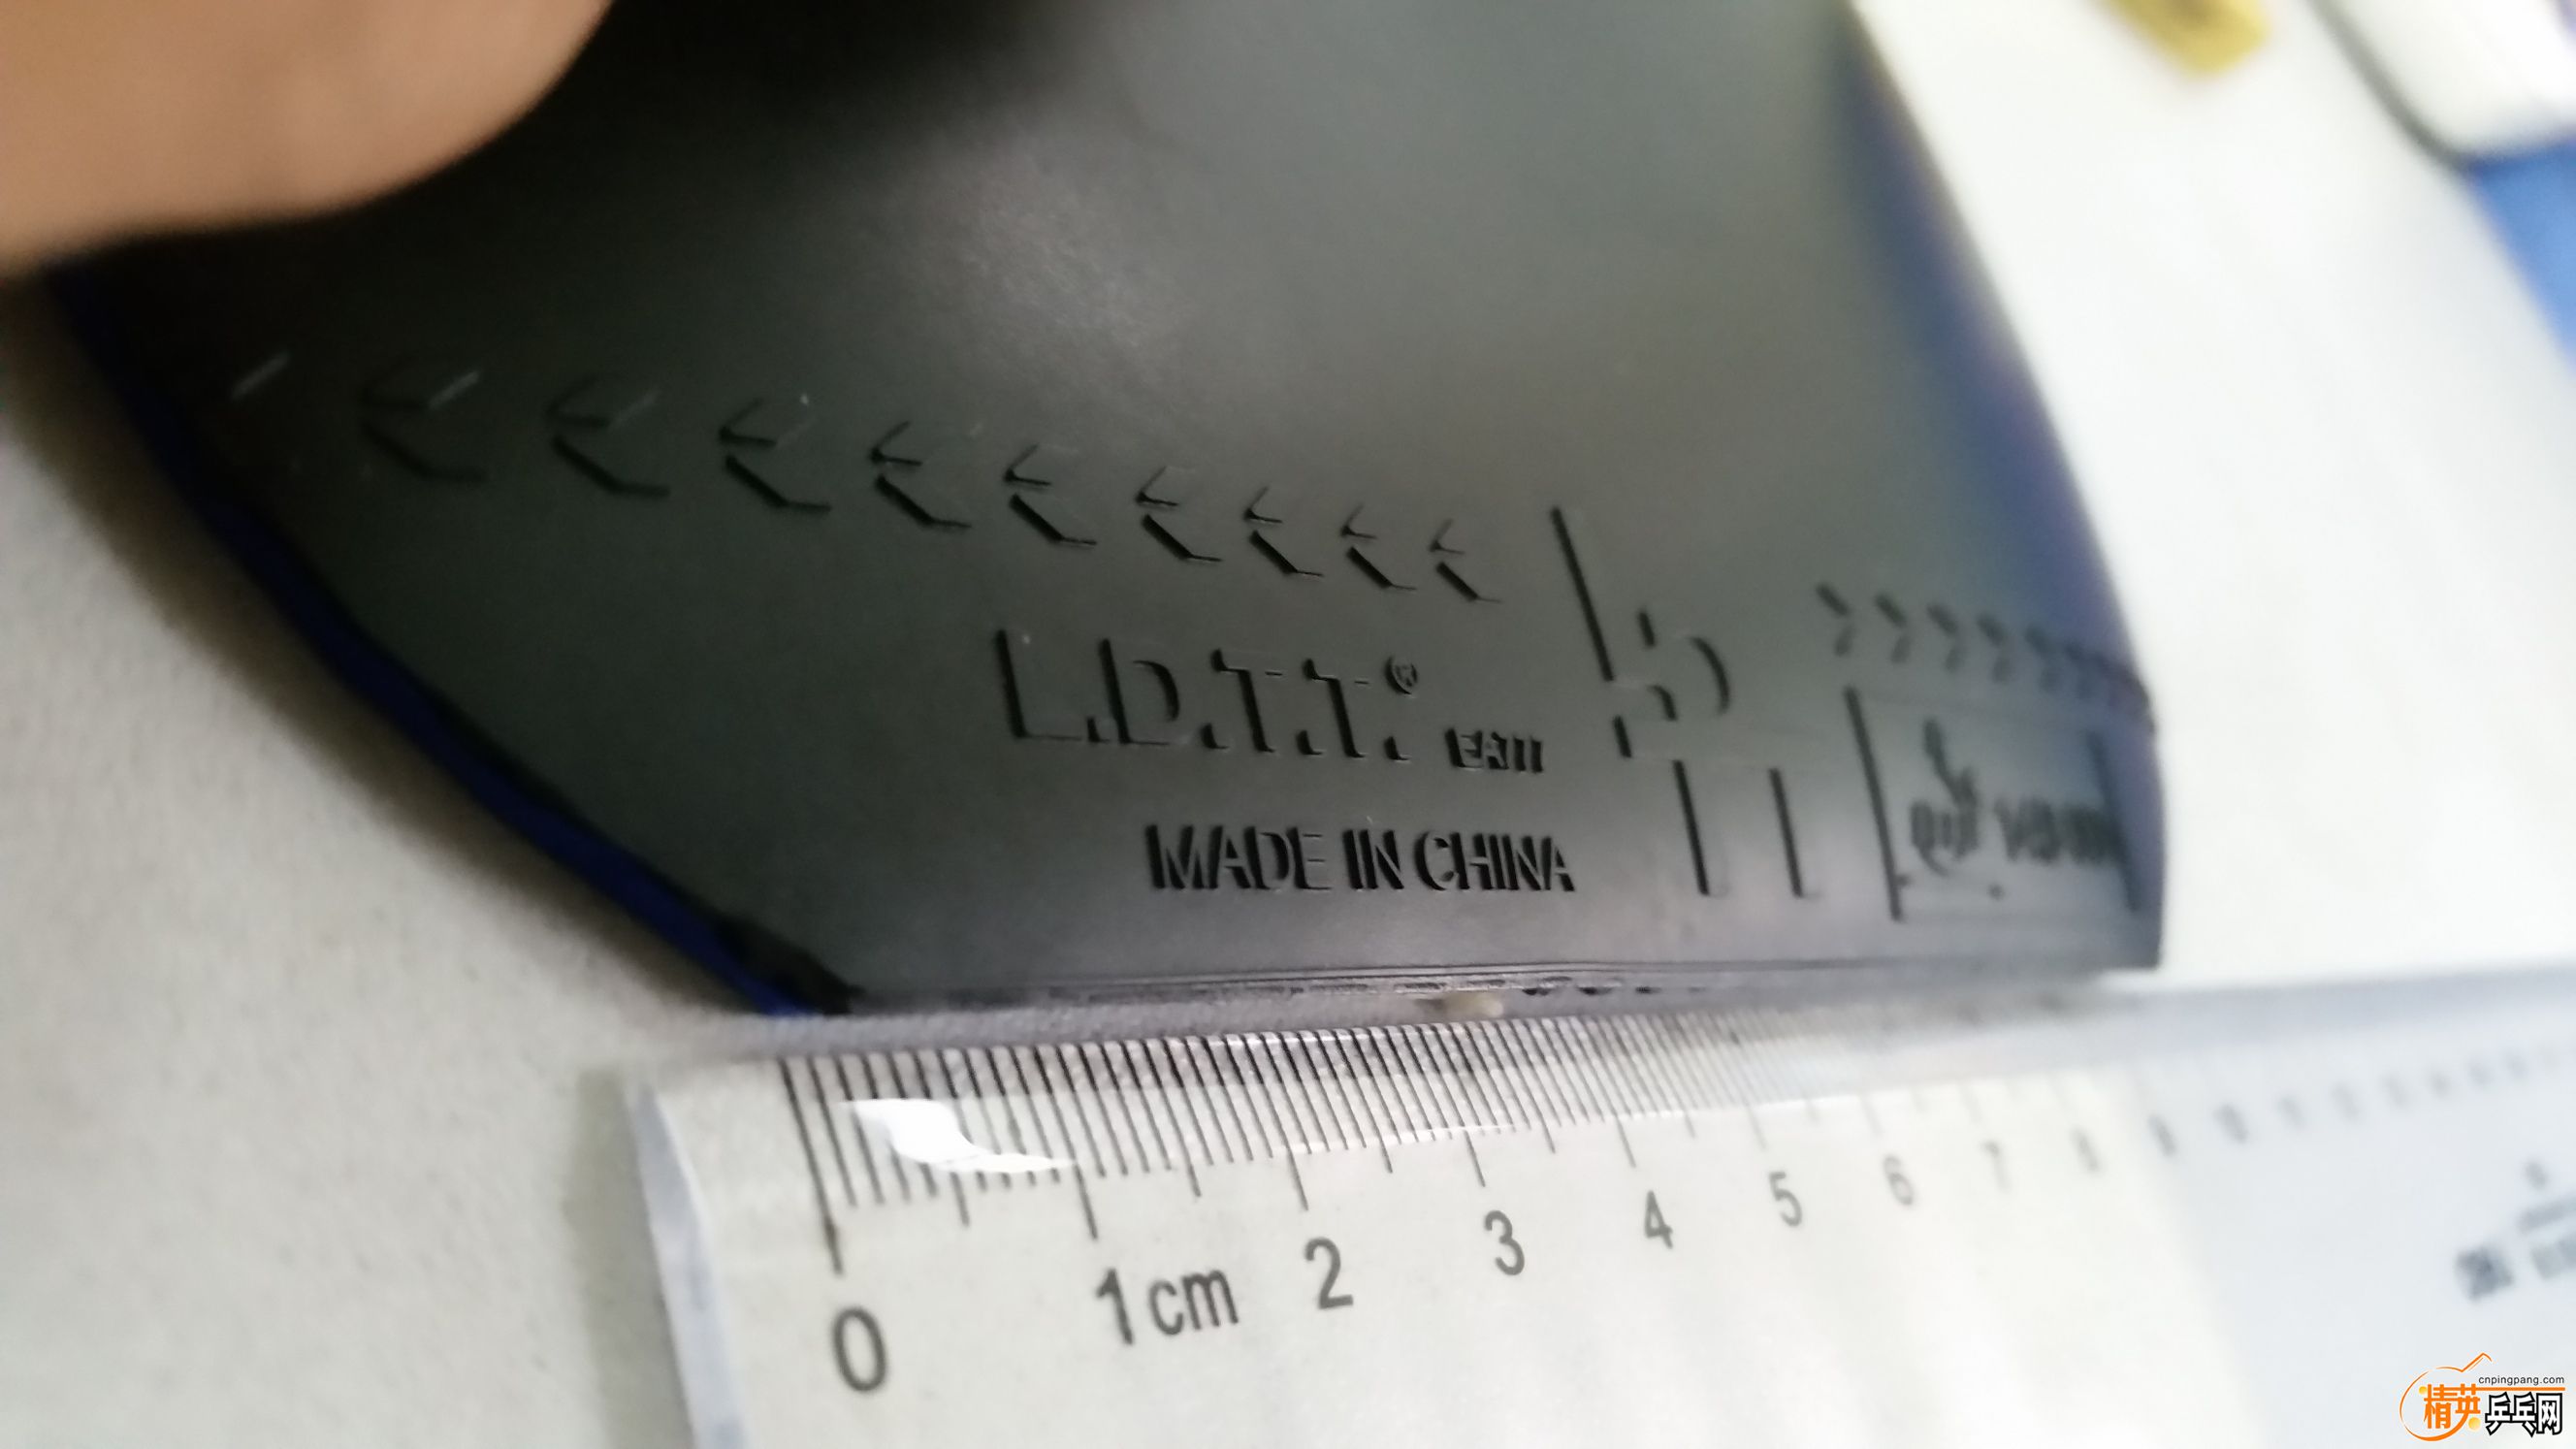 L.D.T.T.® EA777
MADE IN CHINA
0 1cm 2 3 4 5 6 7 8
cnpingpang.com
精英乒乓网